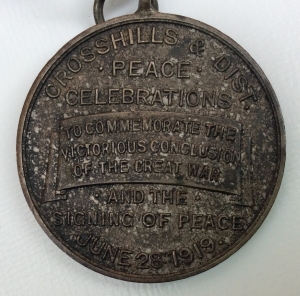 CROSSHILLS & DIST.
· PEACE ·
CELEBRATIONS
TO COMMEMORATE THE
VICTORIOUS CONCLUSION
OF THE GREAT WAR
AND THE
SIGNING OF PEACE
· JUNE 28 1919 ·